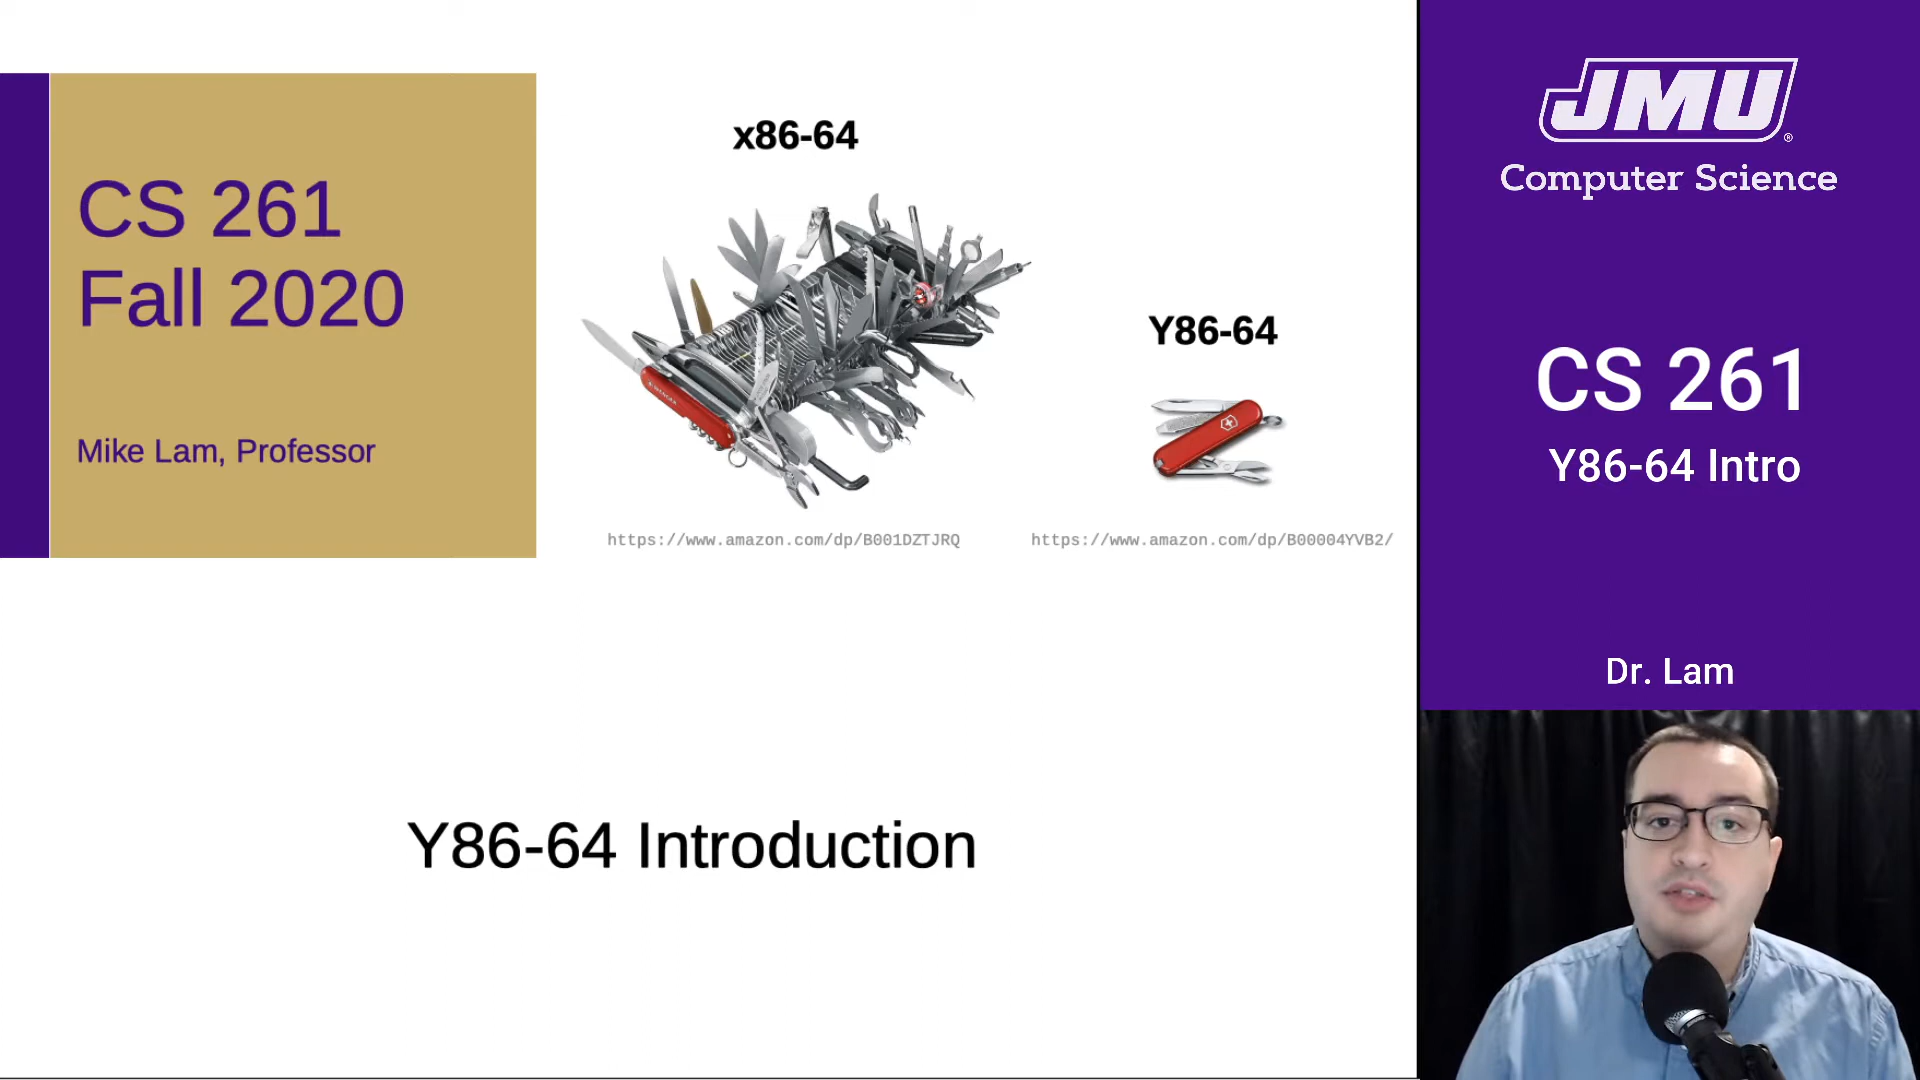 CS 261
Fall 2020
Mike Lam, Professor
x86-64
Y86-64
https://www.amazon.com/dp/B001DZTJRQ
https://www.amazon.com/dp/B00004YVB2/
Y86-64 Introduction
JMU®
Computer Science
CS 261
Y86-64 Intro
Dr. Lam